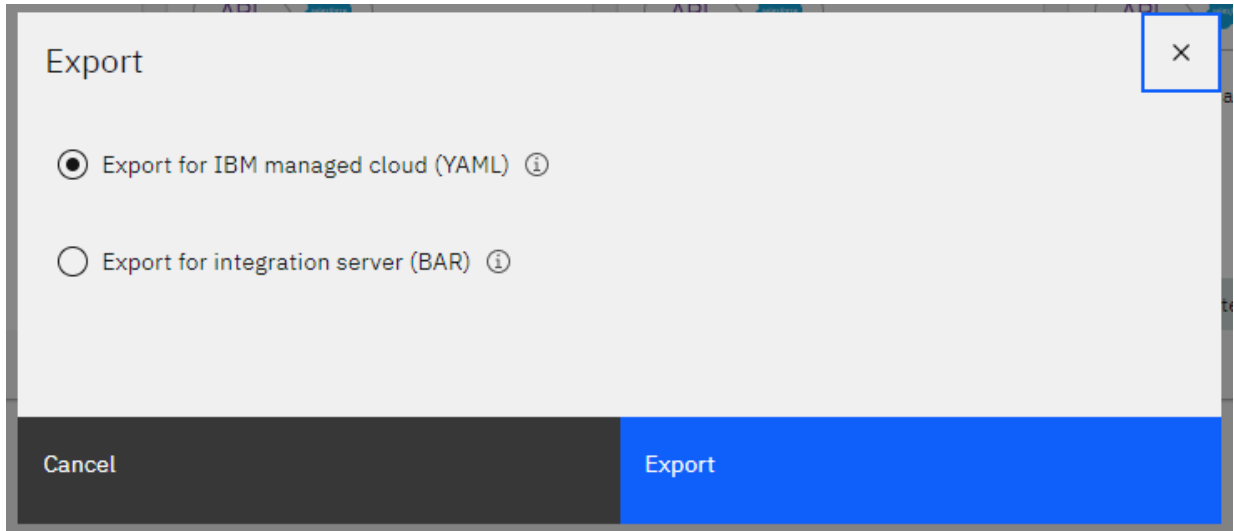 Export
Export for IBM managed cloud (YAML)
Export for integration server (BAR)
Cancel
Export